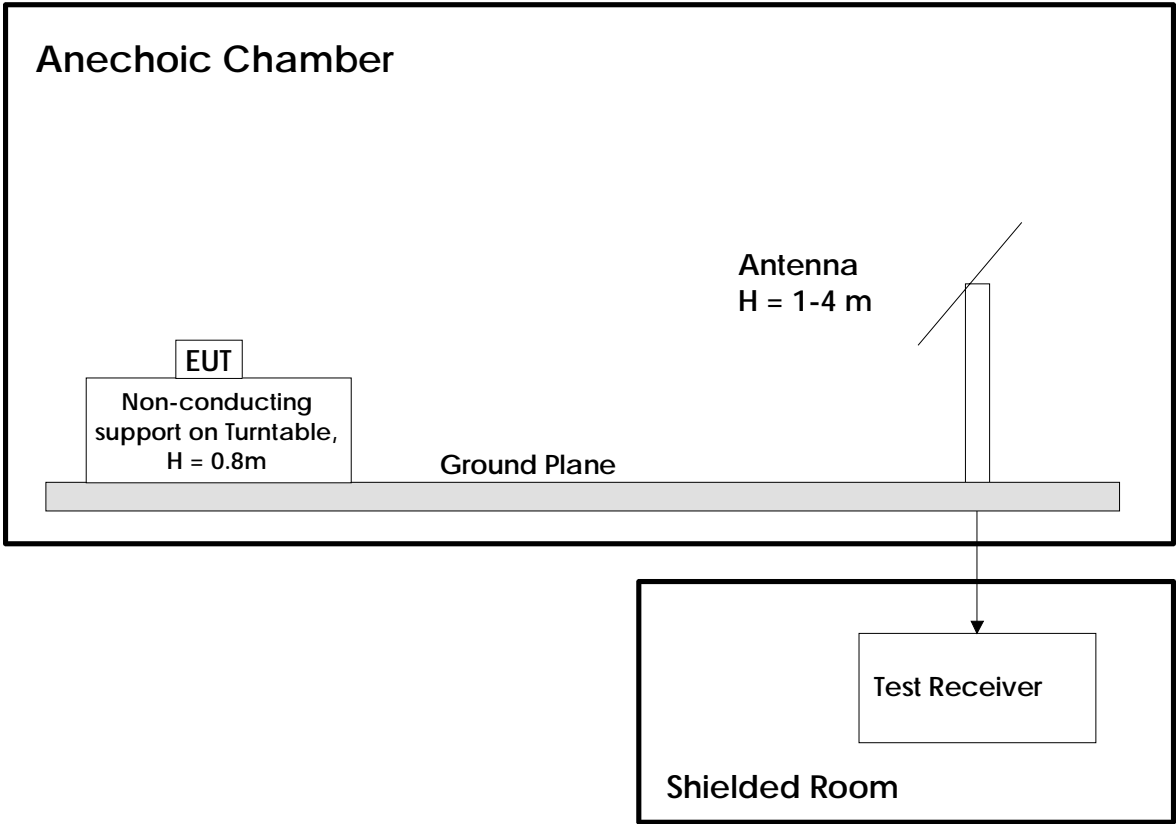 Anechoic Chamber
Antenna
H = 1-4 m
EUT
Non-conducting
support on Turntable,
H = 0.8m
Ground Plane
Test Receiver
Shielded Room